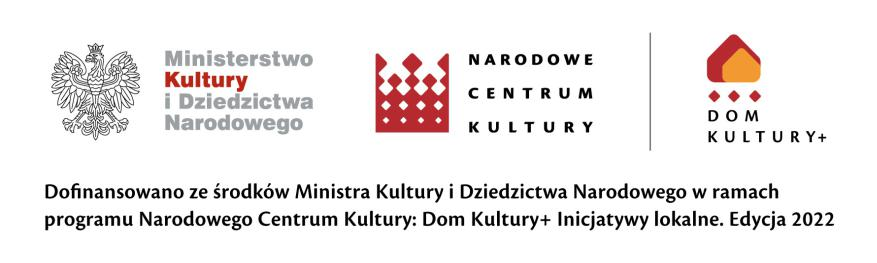 Ministerstwo
Kultury
i Dziedzictwa
Narodowego
NARODOWE
CENTRUM
KULTURY
DOM
KULTURY+
Dofinansowano ze środków Ministra Kultury i Dziedzictwa Narodowego w ramach
programu Narodowego Centrum Kultury: Dom Kultury+ Inicjatywy lokalne. Edycja 2022